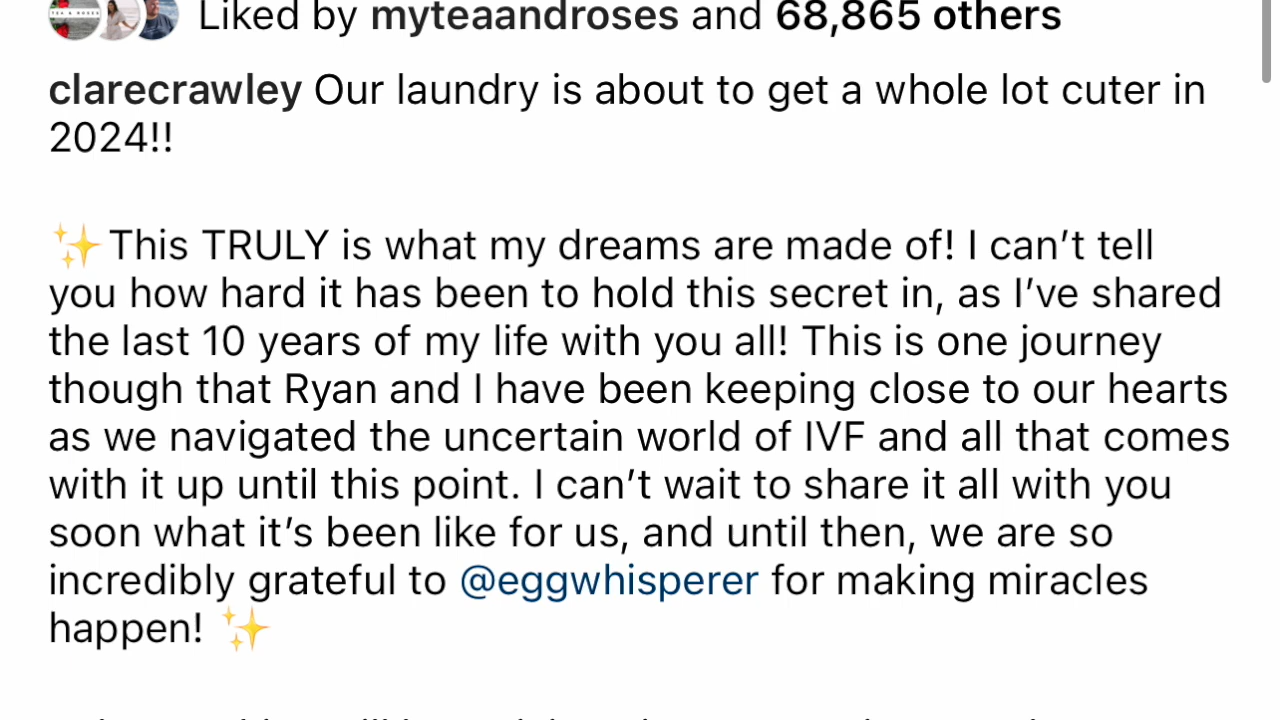 Liked by myteaandroses and 68,865 others
clarecrawley Our laundry is about to get a whole lot cuter in
2024!!
✨This TRULY is what my dreams are made of! I can’t tell
you how hard it has been to hold this secret in, as I’ve shared
the last 10 years of my life with you all! This is one journey
though that Ryan and I have been keeping close to our hearts
as we navigated the uncertain world of IVF and all that comes
with it up until this point. I can’t wait to share it all with you
soon what it’s been like for us, and until then, we are so
incredibly grateful to @eggwhisperer for making miracles
happen! ✨